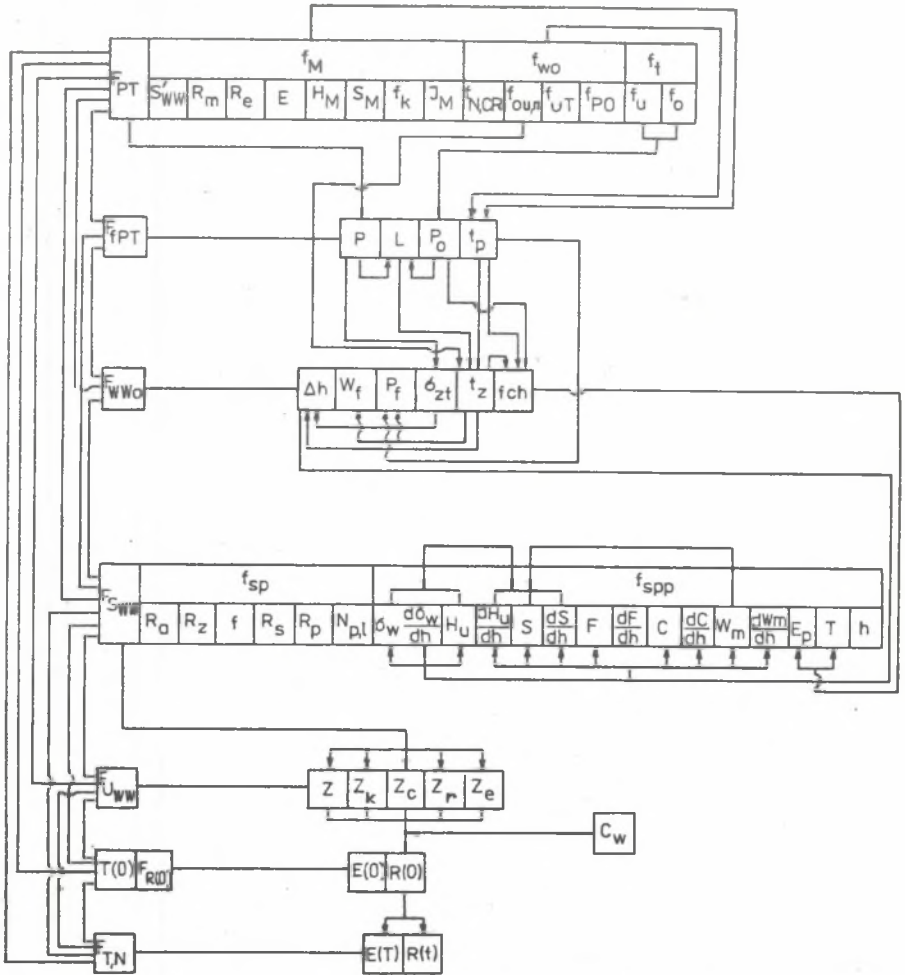 F_PT f_M f_wo f_t
S'_WW R_m R_e E H_M S_M f_k J_M f_N,CR f_ou,n f_UT f_PO f_u f_o
F_fPT P L P_o t_p
F_WWo Δh W_f P_f σ_zt t_z fch
F_SWW f_sp f_spp
R_a R_z f R_s R_p N_p,l σ_w dσ_w/dh H_u dH_u/dh S dS/dh F dF/dh C dC/dh W_m dWm/dh E_p T h
F_UWW Z Z_k Z_c Z_r Z_e
C_w
T(0) F_R(0) E(0) R(0)
F_T,N E(T) R(t)